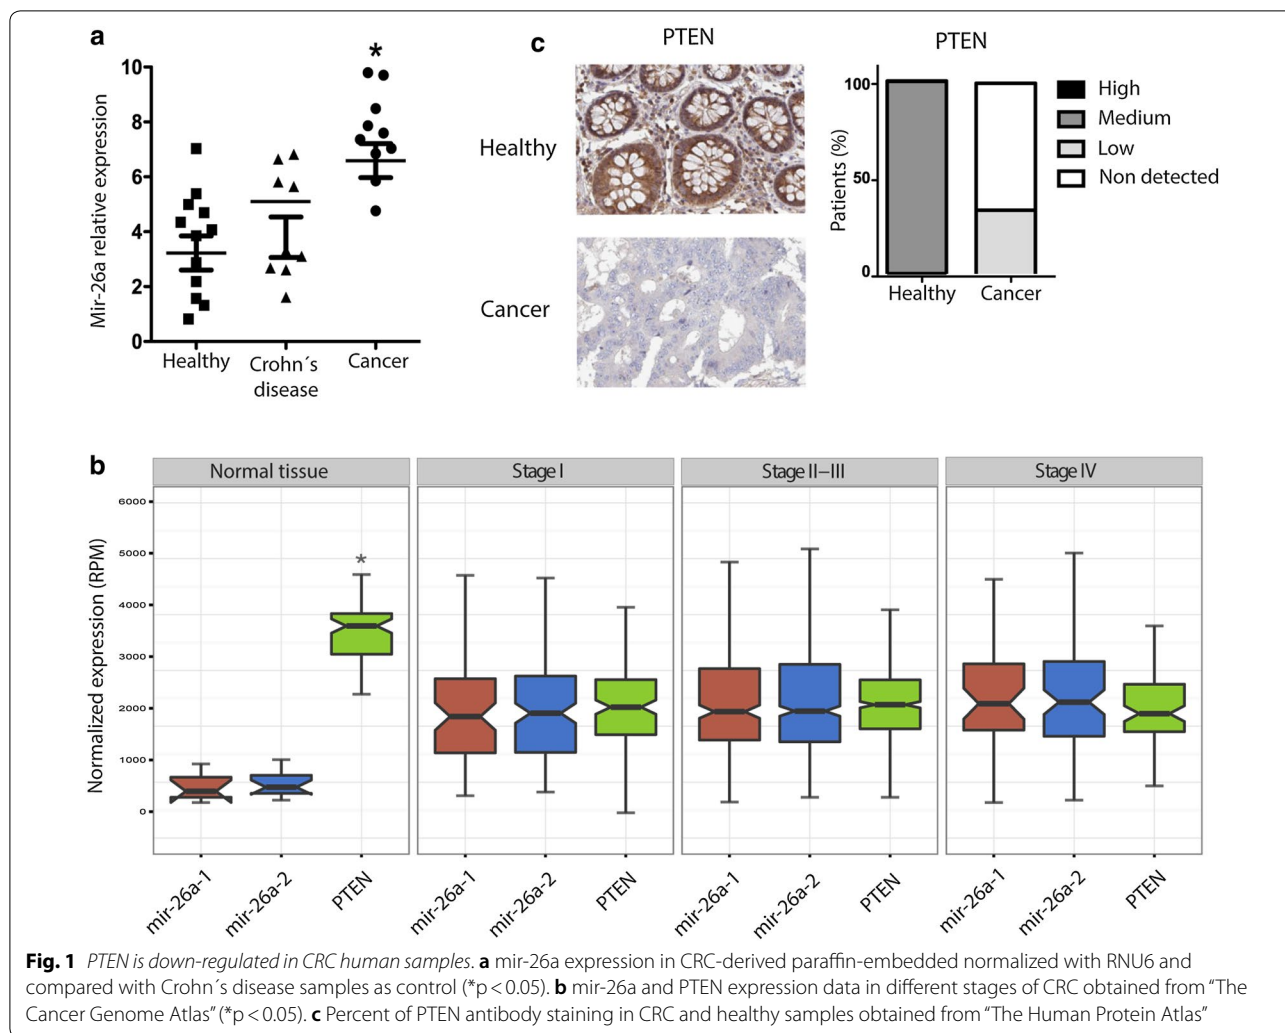 a
*
10
8
6
4
2
0
Mir-26a relative expression
Healthy
Crohn´s
disease
Cancer
c
PTEN
Healthy
Cancer
PTEN
100
50
0
Patients (%)
Healthy
Cancer
High
Medium
Low
Non detected
b
Normal tissue
Stage I
Stage II–III
Stage IV
6000
5000
4000
3000
2000
1000
0
Normalized expression (RPM)
*
mir-26a-1
mir-26a-2
PTEN
mir-26a-1
mir-26a-2
PTEN
mir-26a-1
mir-26a-2
PTEN
mir-26a-1
mir-26a-2
PTEN
Fig. 1 PTEN is down-regulated in CRC human samples. a mir-26a expression in CRC-derived paraffin-embedded normalized with RNU6 and
compared with Crohn´s disease samples as control (*p < 0.05). b mir-26a and PTEN expression data in different stages of CRC obtained from “The
Cancer Genome Atlas” (*p < 0.05). c Percent of PTEN antibody staining in CRC and healthy samples obtained from “The Human Protein Atlas”